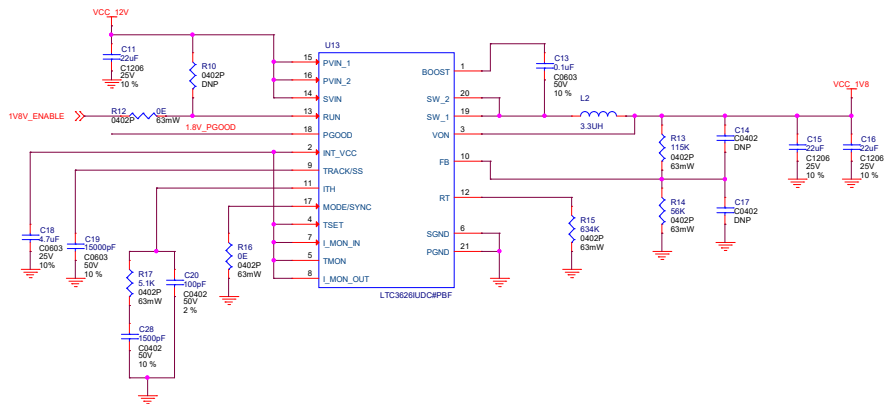 VCC_12V
C11
22uF
C1206
25V
10 %
R10
0402P
DNP
1V8V_ENABLE
R12
0402P
0E
63mW
1.8V_PGOOD
U13
15
PVIN_1
16
PVIN_2
14
SVIN
13
RUN
18
PGOOD
2
INT_VCC
9
TRACK/SS
11
ITH
17
MODE/SYNC
4
TSET
7
I_MON_IN
5
TMON
8
I_MON_OUT
BOOST
1
SW_2
20
SW_1
19
VON
3
FB
10
RT
12
SGND
6
PGND
21
LTC3626IUDC#PBF
C13
0.1uF
C0603
50V
10 %
L2
3.3UH
VCC_1V8
R13
115K
0402P
63mW
C14
C0402
DNP
C15
22uF
C1206
25V
10 %
C16
22uF
C1206
25V
10 %
R14
56K
0402P
63mW
C17
C0402
DNP
R15
634K
0402P
63mW
C18
4.7uF
C0603
25V
10%
C19
15000pF
C0603
50V
10 %
R16
0E
0402P
63mW
R17
5.1K
0402P
63mW
C20
100pF
C0402
50V
2 %
C28
1500pF
C0402
50V
10 %